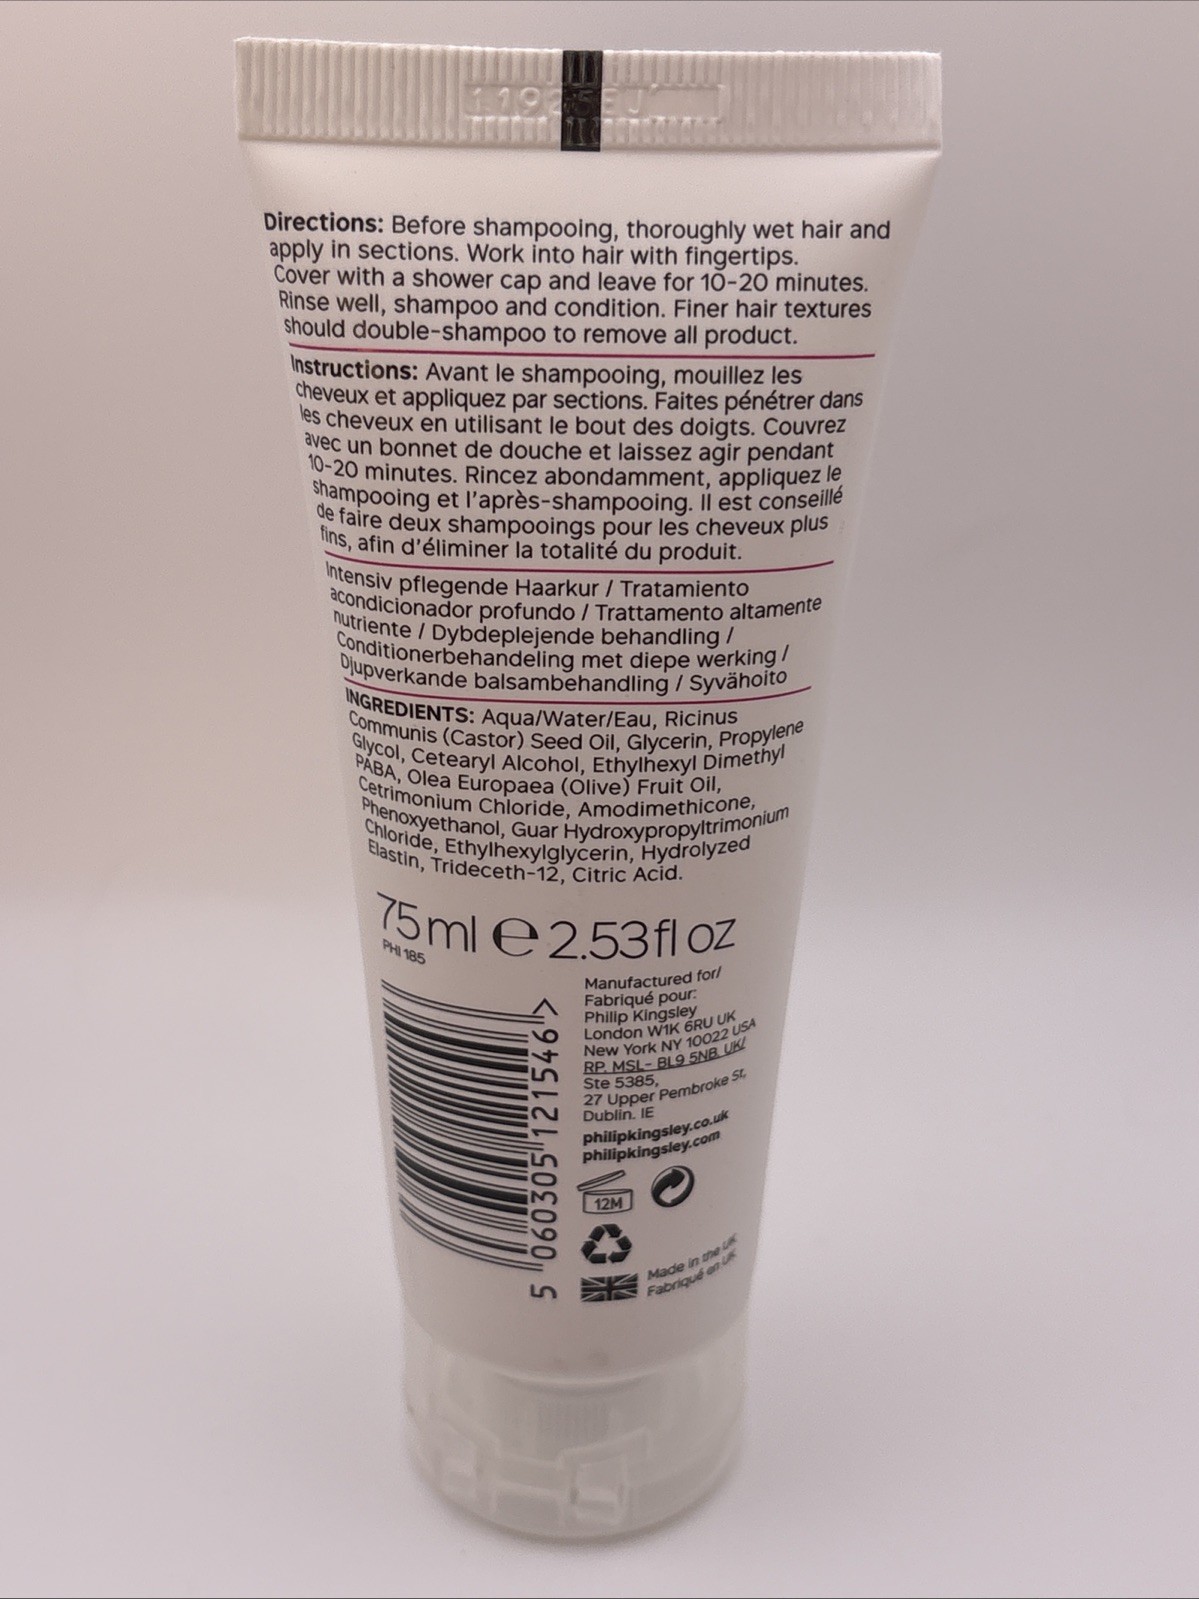 Directions: Before shampooing, thoroughly wet hair and
apply in sections. Work into hair with fingertips.
Cover with a shower cap and leave for 10-20 minutes.
Rinse well, shampoo and condition. Finer hair textures
should double-shampoo to remove all product.
Instructions: Avant le shampooing, mouillez les
cheveux et appliquez par sections. Faites pénétrer dans
les cheveux en utilisant le bout des doigts. Couvrez
avec un bonnet de douche et laissez agir pendant
10-20 minutes. Rincez abondamment, appliquez le
shampooing et l'après-shampooing. Il est conseillé
de faire deux shampooings pour les cheveux plus
fins, afin d'éliminer la totalité du produit.
Intensiv pflegende Haarkur / Tratamiento
acondicionador profundo / Trattamento altamente
nutriente / Dybdeplejende behandling /
Conditionerbehandeling met diepe werking /
Djupverkande balsambehandling / Syvähoito
INGREDIENTS: Aqua/Water/Eau, Ricinus
Communis (Castor) Seed Oil, Glycerin, Propylene
Glycol, Cetearyl Alcohol, Ethylhexyl Dimethyl
PABA, Olea Europaea (Olive) Fruit Oil,
Cetrimonium Chloride, Amodimethicone,
Phenoxyethanol, Guar Hydroxypropyltrimonium
Chloride, Ethylhexylglycerin, Hydrolyzed
Elastin, Trideceth-12, Citric Acid.
75ml e 2.53fl oz
PHI 185
Manufactured for/
Fabriqué pour:
Philip Kingsley
London W1K 6RU UK
New York NY 10022 USA
RP. MSL- BL9 5NB. UK/
Ste 5385,
27 Upper Pembroke St,
Dublin. IE
philipkingsley.co.uk
philipkingsley.com
12M
Made in the UK
Fabriqué en UK
5 060305 121546 >